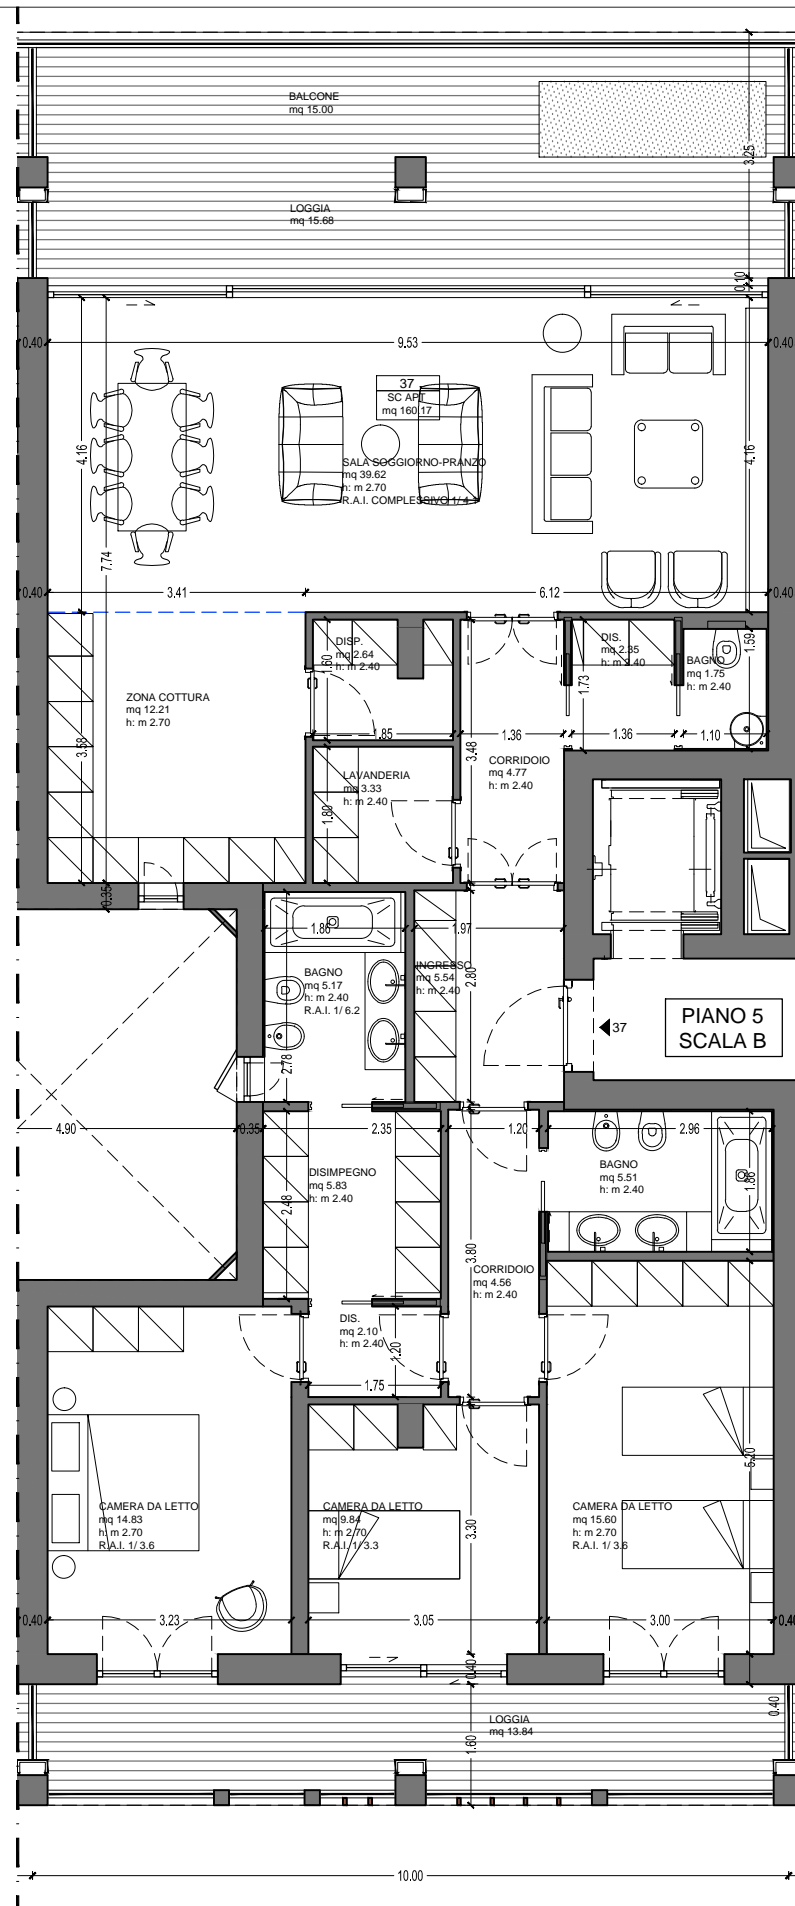 BALCONE
mq 15.00
3.25
LOGGIA
mq 15.68
0.10
0.40
9.53
0.40
37
SC APT
mq 160.17
4.16
4.16
SALA SOGGIORNO-PRANZO
mq 39.62
h: m 2.70
R.A.I. COMPLESSIVO 1/ 4
7.74
0.40
3.41
6.12
0.40
DISP.
mq 2.64
h: m 2.40
1.60
DIS.
mq 2.35
h: m 2.40
1.59
BAGNO
mq 1.75
h: m 2.40
1.73
ZONA COTTURA
mq 12.21
h: m 2.70
1.85
1.36
1.36
1.10
3.58
3.48
CORRIDOIO
mq 4.77
h: m 2.40
LAVANDERIA
mq 3.33
h: m 2.40
1.80
0.35
1.86
1.97
BAGNO
mq 5.17
h: m 2.40
R.A.I. 1/ 6.2
INGRESSO
mq 5.54
h: m 2.40
2.80
37
PIANO 5
SCALA B
2.78
4.90
0.35
2.35
1.20
2.96
DISIMPEGNO
mq 5.83
h: m 2.40
BAGNO
mq 5.51
h: m 2.40
1.86
2.48
3.80
CORRIDOIO
mq 4.56
h: m 2.40
DIS.
mq 2.10
h: m 2.40
1.20
1.75
5.20
CAMERA DA LETTO
mq 14.83
h: m 2.70
R.A.I. 1/ 3.6
CAMERA DA LETTO
mq 9.84
h: m 2.70
R.A.I. 1/ 3.3
3.30
CAMERA DA LETTO
mq 15.60
h: m 2.70
R.A.I. 1/ 3.6
0.40
3.23
3.05
3.00
0.40
0.40
0.40
LOGGIA
mq 13.84
1.60
10.00